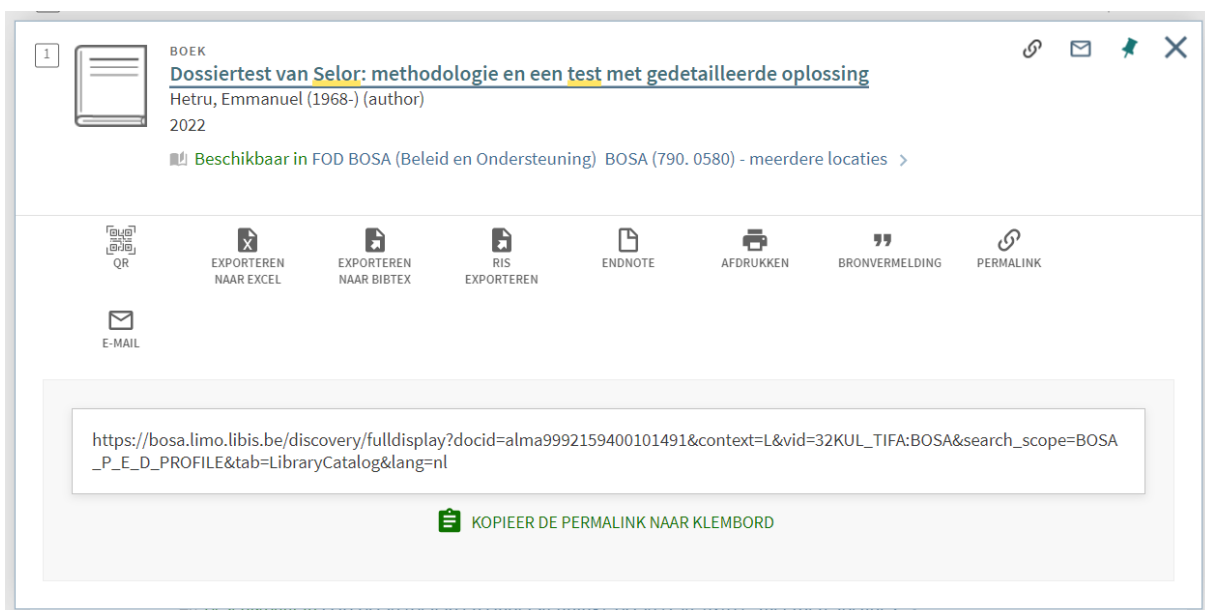 1
BOEK
Dossiertest van Selor: methodologie en een test met gedetailleerde oplossing
Hetru, Emmanuel (1968-) (author)
2022
Beschikbaar in FOD BOSA (Beleid en Ondersteuning) BOSA (790. 0580) - meerdere locaties
QR
EXPORTEREN
NAAR EXCEL
EXPORTEREN
NAAR BIBTEX
RIS
EXPORTEREN
ENDNOTE
AFDRUKKEN
BRONVERMELDING
PERMALINK
E-MAIL
https://bosa.limo.libis.be/discovery/fulldisplay?docid=alma9992159400101491&context=L&vid=32KUL_TIFA:BOSA&search_scope=BOSA
_P_E_D_PROFILE&tab=LibraryCatalog&lang=nl
KOPIEER DE PERMALINK NAAR KLEMBORD